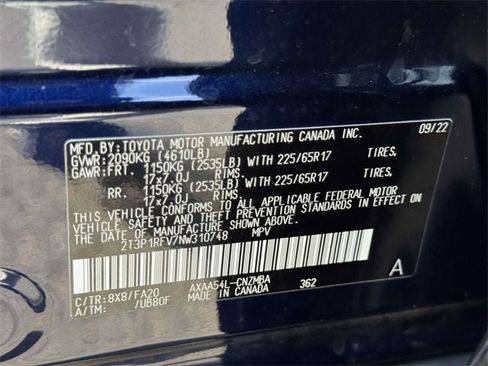 MFD.BY: TOYOTA MOTOR MANUFACTURING CANADA INC. 09/22
GVWR: 2090KG (4610LB)
GAWR: FRT. 1150KG (2535LB) WITH 225/65R17 TIRES.
17x7.0J RIMS.
RR. 1150KG (2535LB) WITH 225/65R17 TIRES.
17x7.0J RIMS.
THIS VEHICLE CONFORMS TO ALL APPLICABLE FEDERAL MOTOR
VEHICLE SAFETY AND THEFT PREVENTION STANDARDS IN EFFECT
ON THE DATE OF MANUFACTURE SHOWN ABOVE.
2T3P1RFV7NW310748 MPV
A
C/TR: 8X8/FA20 AXAA54L-CNZMBA 362
A/TM: /UB80F MADE IN CANADA